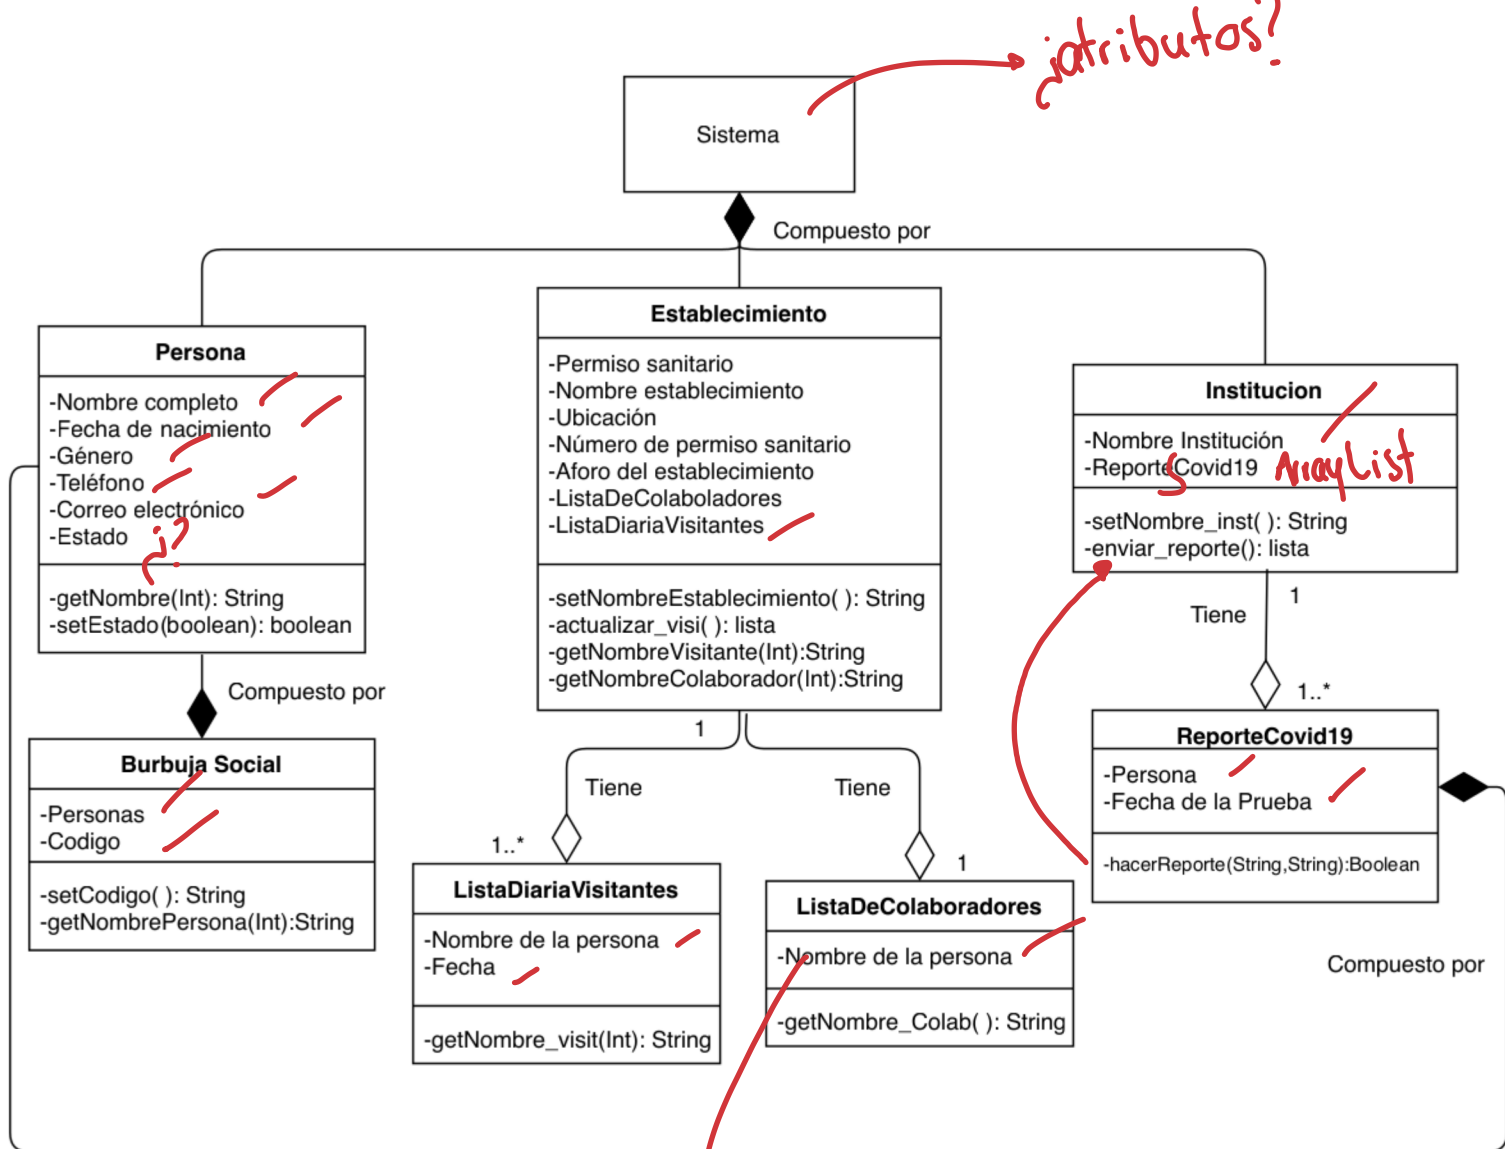 ¿atributos?
Sistema
Compuesto por
Persona
-Nombre completo
-Fecha de nacimiento
-Género
-Teléfono
-Correo electrónico
-Estado
¿?
-getNombre(Int): String
-setEstado(boolean): boolean
Compuesto por
Burbuja Social
-Personas
-Codigo
-setCodigo( ): String
-getNombrePersona(Int):String
Establecimiento
-Permiso sanitario
-Nombre establecimiento
-Ubicación
-Número de permiso sanitario
-Aforo del establecimiento
-ListaDeColaboladores
-ListaDiariaVisitantes
-setNombreEstablecimiento( ): String
-actualizar_visi( ): lista
-getNombreVisitante(Int):String
-getNombreColaborador(Int):String
1
Tiene
1..*
Tiene
1
ListaDiariaVisitantes
-Nombre de la persona
-Fecha
-getNombre_visit(Int): String
ListaDeColaboradores
-Nombre de la persona
-getNombre_Colab( ): String
Institucion
-Nombre Institución
-ReporteCovid19
s
ArrayList
-setNombre_inst( ): String
-enviar_reporte(): lista
1
Tiene
1..*
ReporteCovid19
-Persona
-Fecha de la Prueba
-hacerReporte(String,String):Boolean
Compuesto por